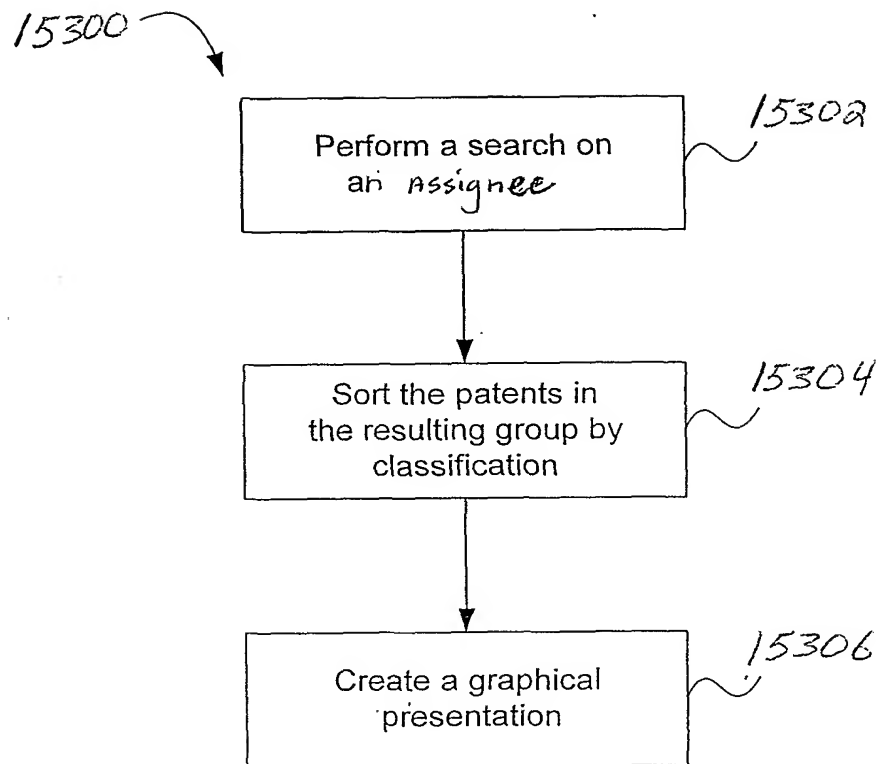 15300
Perform a search on
an Assignee
15302
Sort the patents in
the resulting group by
classification
15304
Create a graphical
presentation
15306